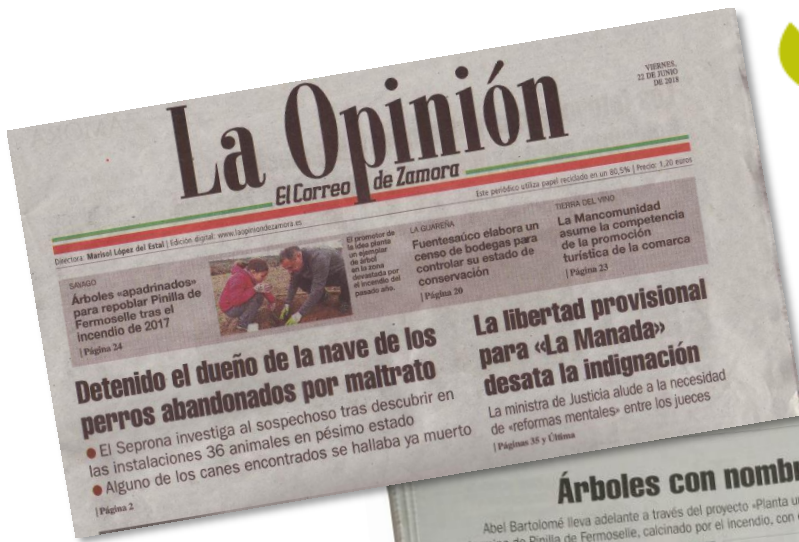 VIERNES,
22 DE JUNIO
DE 2018
La Opinión
El Correo de Zamora
Este periódico utiliza papel reciclado en un 80,5% | Precio: 1,20 euros
Directora Marisol López del Estal | Edición digital: www.laopiniondezamora.es
SAYAGO
Árboles «apadrinados»
para repoblar Pinilla de
Fermoselle tras el
incendio de 2017
| Página 24
El promotor de
la idea planta
un ejemplar
de árbol
en la zona
devastada por
el incendio del
pasado año.
LA GUAREÑA
Fuentesaúco elabora un
censo de bodegas para
controlar su estado de
conservación
| Página 20
TIERRA DEL VINO
La Mancomunidad
asume la competencia
de la promoción
turística de la comarca
| Página 23
Detenido el dueño de la nave de los
perros abandonados por maltrato
● El Seprona investiga al sospechoso tras descubrir en
las instalaciones 36 animales en pésimo estado
● Alguno de los canes encontrados se hallaba ya muerto
| Página 2
La libertad provisional
para «La Manada»
desata la indignación
La ministra de Justicia alude a la necesidad
de «reformas mentales» entre los jueces
| Páginas 35 y Última
Árboles con nomb
Abel Bartolomé lleva adelante a través del proyecto «Planta u
de Pinilla de Fermoselle, calcinado por el incendio, con